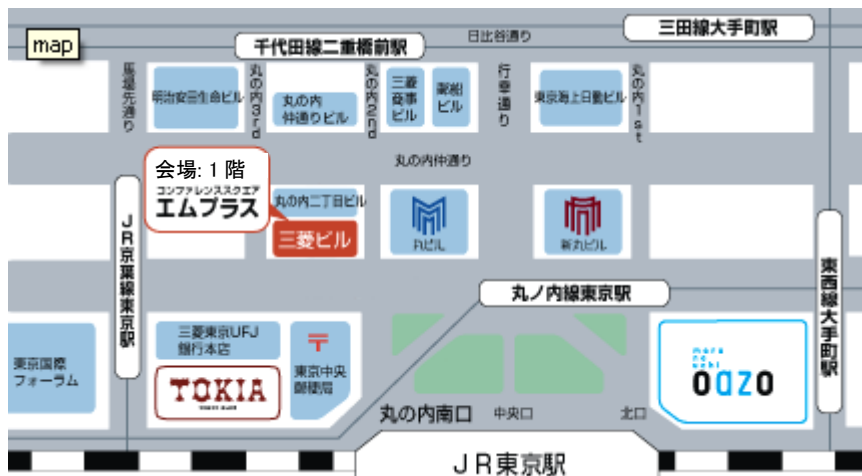 map
千代田線二重橋前駅
日比谷通り
三田線大手町駅
馬場先通り
明治安田生命ビル
丸の内3rd
丸の内
仲通りビル
丸の内2nd
三菱
商事
ビル
郵船
ビル
行幸通り
東京海上日動ビル
丸の内1st
丸の内仲通り
会場: 1 階
コンファレンススクエア
エムプラス
丸の内二丁目ビル
三菱ビル
丸ビル
新丸ビル
JR京葉線東京駅
東西線大手町駅
丸ノ内線東京駅
東京国際
フォーラム
三菱東京UFJ
銀行本店
TOKIA
東京中央
郵便局
maru
no
uchi
oazo
丸の内南口
中央口
北口
JR東京駅